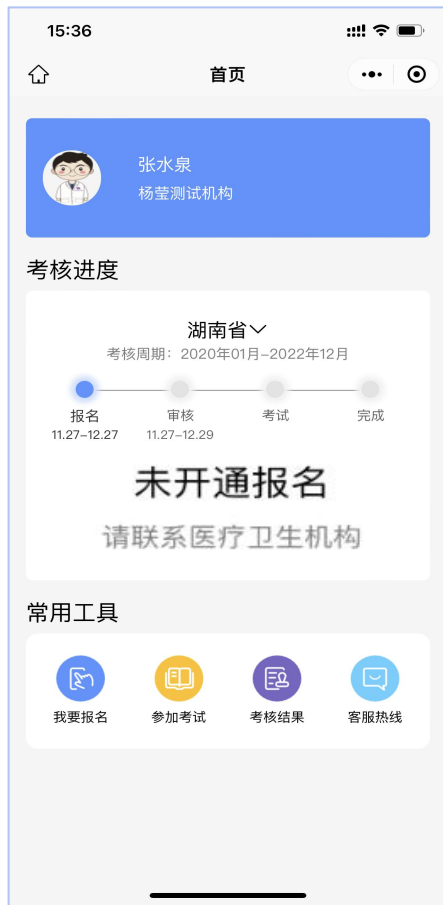 15:36
首页
张水泉
杨莹测试机构
考核进度
湖南省
考核周期：2020年01月–2022年12月
报名 审核 考试 完成
11.27–12.27 11.27–12.29
未开通报名
请联系医疗卫生机构
常用工具
我要报名 参加考试 考核结果 客服热线